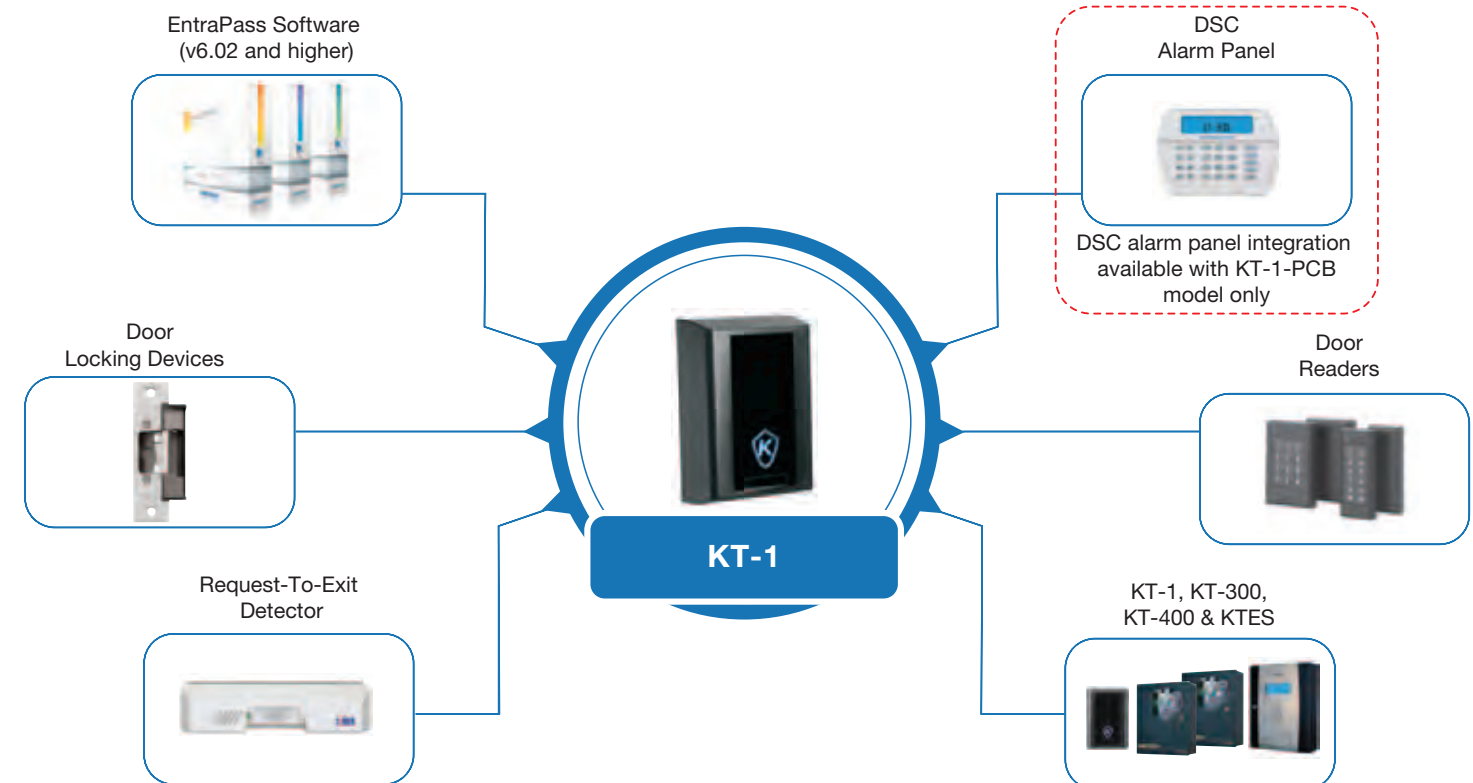 EntraPass Software
(v6.02 and higher)
DSC
Alarm Panel
DSC alarm panel integration
available with KT-1-PCB
model only
Door
Locking Devices
Door
Readers
K
KT-1
Request-To-Exit
Detector
KT-1, KT-300,
KT-400 & KTES